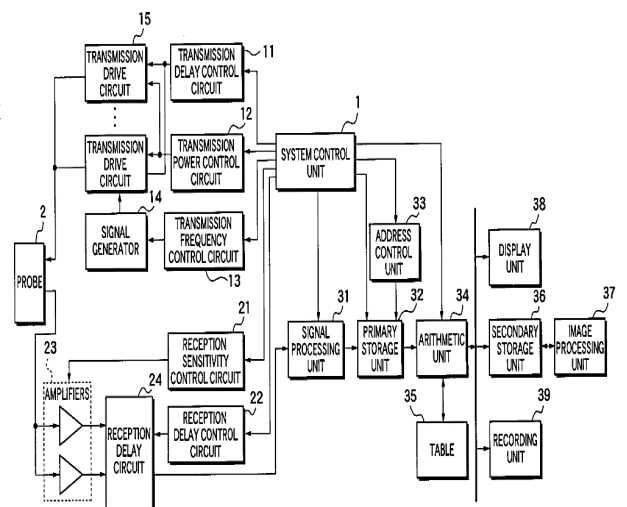 15
TRANSMISSION
DRIVE
CIRCUIT
11
TRANSMISSION
DELAY CONTROL
CIRCUIT
TRANSMISSION
DRIVE
CIRCUIT
12
TRANSMISSION
POWER CONTROL
CIRCUIT
1
SYSTEM CONTROL
UNIT
14
SIGNAL
GENERATOR
TRANSMISSION
FREQUENCY
CONTROL CIRCUIT
13
2
PROBE
33
ADDRESS
CONTROL
UNIT
38
DISPLAY
UNIT
31
SIGNAL
PROCESSING
UNIT
32
PRIMARY
STORAGE
UNIT
34
ARITHMETIC
UNIT
36
SECONDARY
STORAGE
UNIT
37
IMAGE
PROCESSING
UNIT
21
RECEPTION
SENSITIVITY
CONTROL CIRCUIT
23
AMPLIFIERS
24
RECEPTION
DELAY
CIRCUIT
22
RECEPTION
DELAY CONTROL
CIRCUIT
35
TABLE
39
RECORDING
UNIT